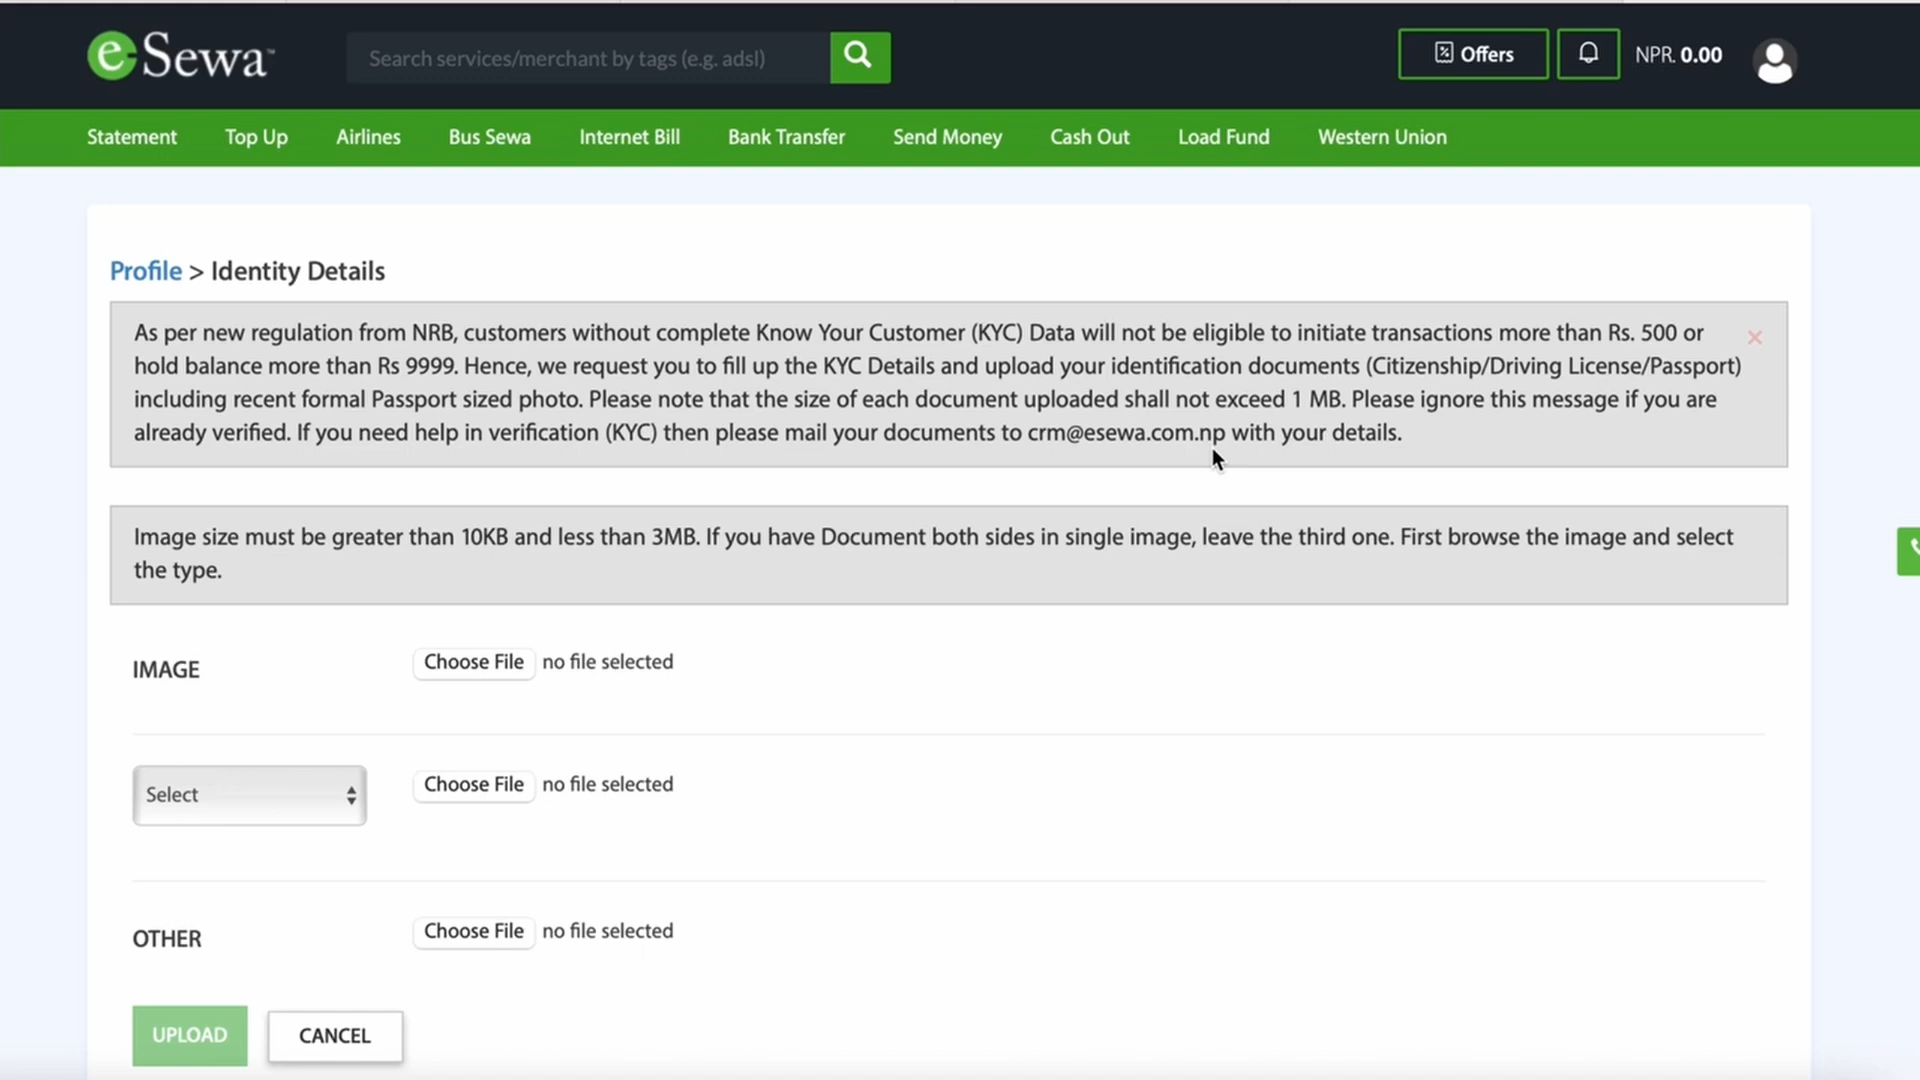 eSewa™
Search services/merchant by tags (e.g. adsl)
Offers
NPR. 0.00
Statement Top Up Airlines Bus Sewa Internet Bill Bank Transfer Send Money Cash Out Load Fund Western Union
Profile > Identity Details
As per new regulation from NRB, customers without complete Know Your Customer (KYC) Data will not be eligible to initiate transactions more than Rs. 500 or
hold balance more than Rs 9999. Hence, we request you to fill up the KYC Details and upload your identification documents (Citizenship/Driving License/Passport)
including recent formal Passport sized photo. Please note that the size of each document uploaded shall not exceed 1 MB. Please ignore this message if you are
already verified. If you need help in verification (KYC) then please mail your documents to crm@esewa.com.np with your details.
Image size must be greater than 10KB and less than 3MB. If you have Document both sides in single image, leave the third one. First browse the image and select
the type.
IMAGE Choose File no file selected
Select Choose File no file selected
OTHER Choose File no file selected
UPLOAD CANCEL